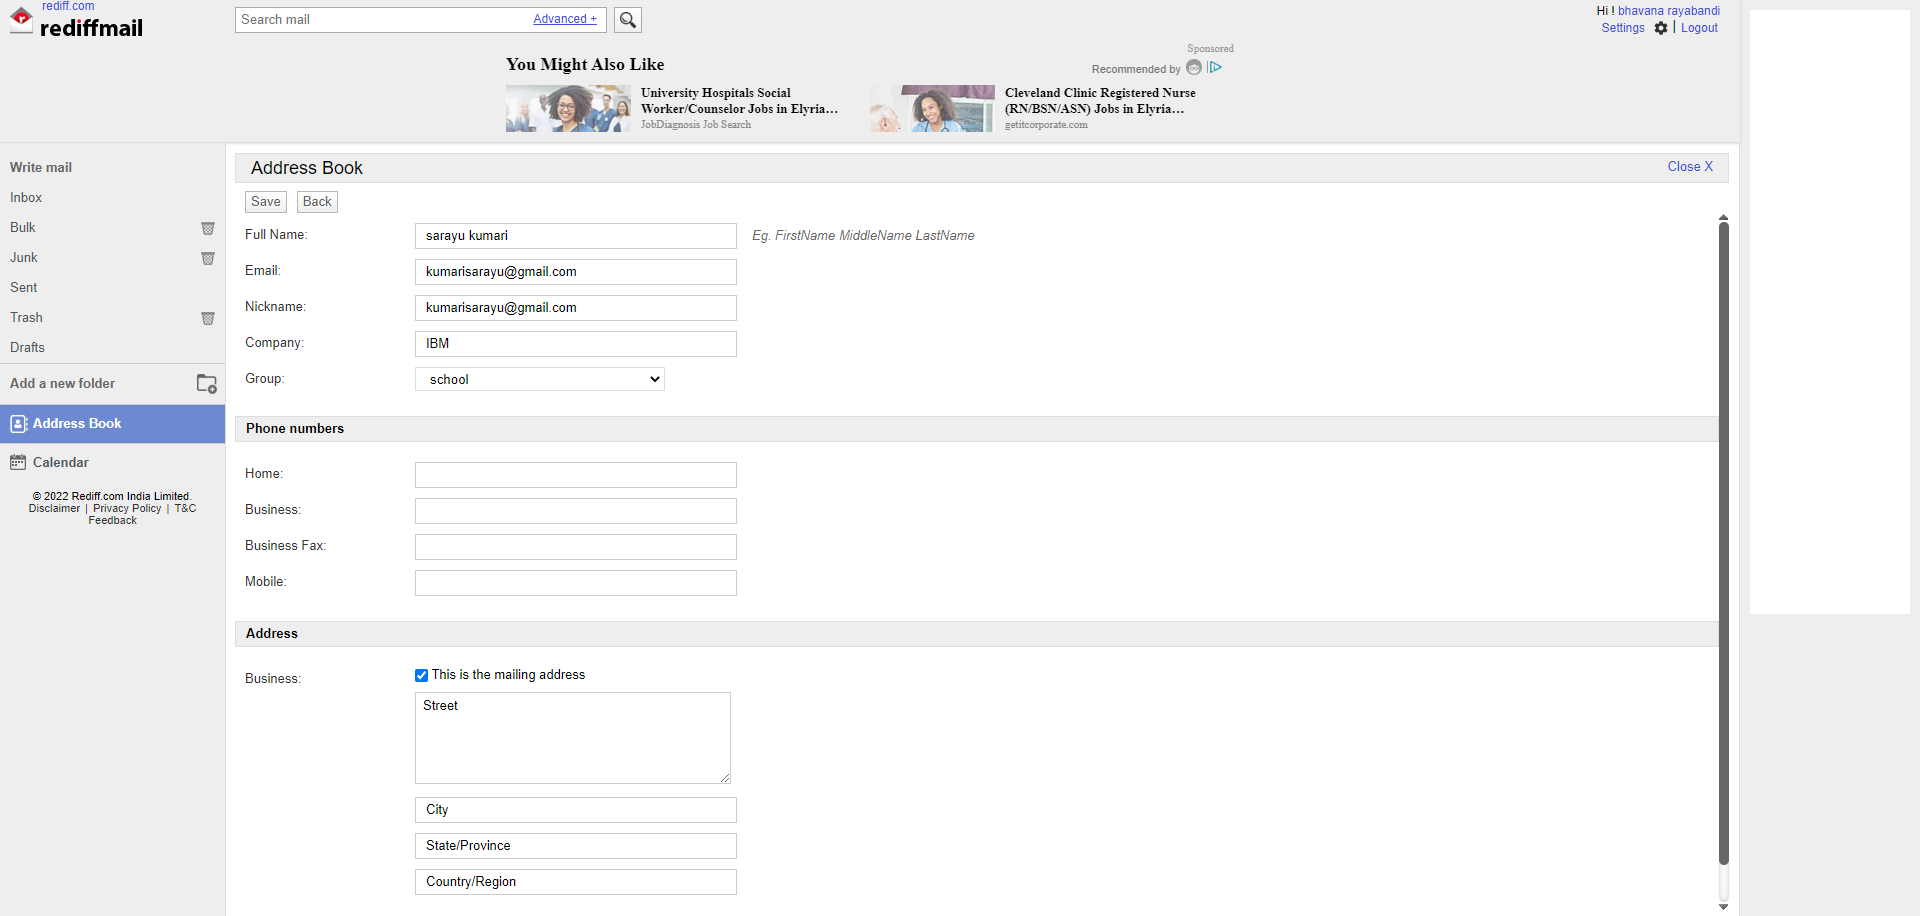 rediff.com
rediffmail
Search mail
Advanced +
Hi ! bhavana rayabandi
Settings | Logout
Sponsored
You Might Also Like
Recommended by
University Hospitals Social
Worker/Counselor Jobs in Elyria…
JobDiagnosis Job Search
Cleveland Clinic Registered Nurse
(RN/BSN/ASN) Jobs in Elyria…
getitcorporate.com
Write mail
Inbox
Bulk
Junk
Sent
Trash
Drafts
Add a new folder
Address Book
Calendar
© 2022 Rediff.com India Limited.
Disclaimer | Privacy Policy | T&C
Feedback
Address Book
Close X
Save Back
Full Name: sarayu kumari Eg. FirstName MiddleName LastName
Email: kumarisarayu@gmail.com
Nickname: kumarisarayu@gmail.com
Company: IBM
Group: school
Phone numbers
Home:
Business:
Business Fax:
Mobile:
Address
Business: This is the mailing address
Street
City
State/Province
Country/Region